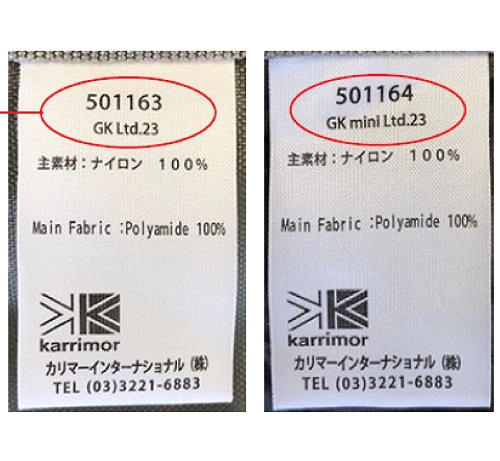 501163
GK Ltd.23
主素材：ナイロン １００％
Main Fabric :Polyamide 100%
karrimor
カリマーインターナショナル（株）
TEL (03)3221-6883
501164
GK mini Ltd.23
主素材：ナイロン １００％
Main Fabric :Polyamide 100%
karrimor
カリマーインターナショナル（株）
TEL (03)3221-6883